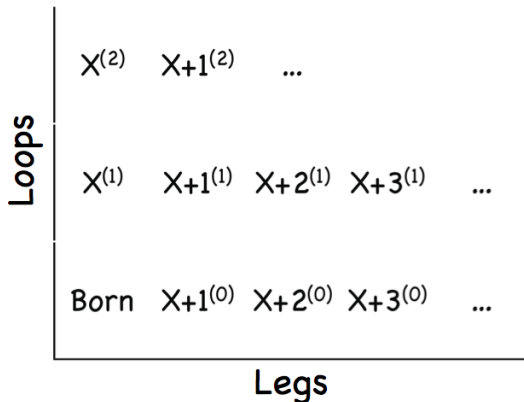 Loops
X⁽²⁾ X+1⁽²⁾ ...
X⁽¹⁾ X+1⁽¹⁾ X+2⁽¹⁾ X+3⁽¹⁾ ...
Born X+1⁽⁰⁾ X+2⁽⁰⁾ X+3⁽⁰⁾ ...
Legs